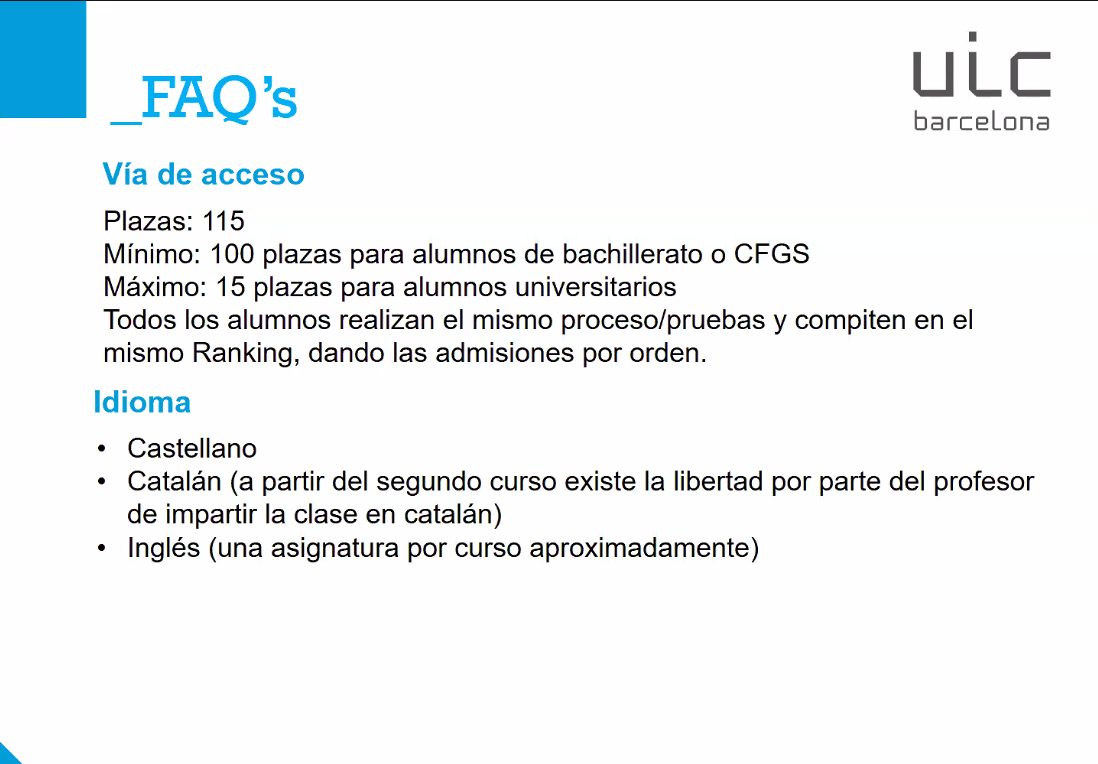 _FAQ's
uic
barcelona
Vía de acceso
Plazas: 115
Mínimo: 100 plazas para alumnos de bachillerato o CFGS
Máximo: 15 plazas para alumnos universitarios
Todos los alumnos realizan el mismo proceso/pruebas y compiten en el
mismo Ranking, dando las admisiones por orden.
Idioma
• Castellano
• Catalán (a partir del segundo curso existe la libertad por parte del profesor
de impartir la clase en catalán)
• Inglés (una asignatura por curso aproximadamente)